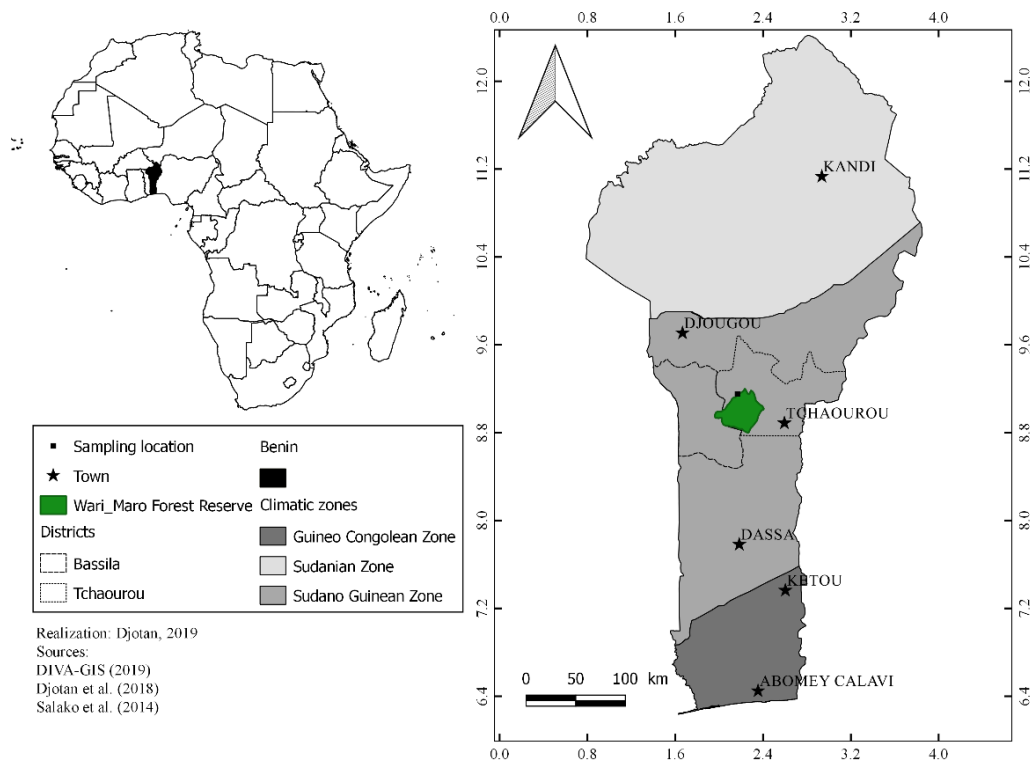 Sampling location
Town
Wari_Maro Forest Reserve
Districts
Bassila
Tchaourou
Benin
Climatic zones
Guineo Congolean Zone
Sudanian Zone
Sudano Guinean Zone
Realization: Djotan, 2019
Sources:
DIVA-GIS (2019)
Djotan et al. (2018)
Salako et al. (2014)
0.0 0.8 1.6 2.4 3.2 4.0
12.0 12.0
11.2 11.2
10.4 10.4
9.6 9.6
8.8 8.8
8.0 8.0
7.2 7.2
6.4 6.4
KANDI
DJOUGOU
TCHAOUROU
DASSA
KETOU
ABOMEY CALAVI
0 50 100 km
0.0 0.8 1.6 2.4 3.2 4.0